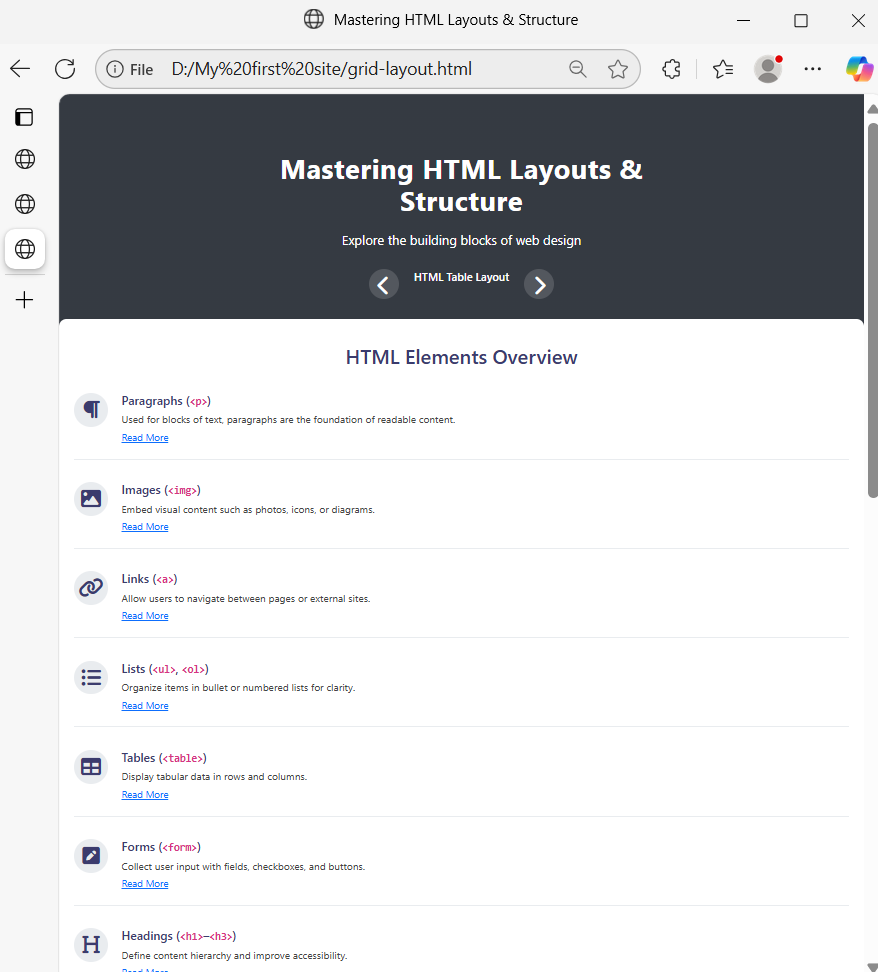 Mastering HTML Layouts & Structure
File D:/My%20first%20site/grid-layout.html
Mastering HTML Layouts &
Structure
Explore the building blocks of web design
HTML Table Layout
HTML Elements Overview
Paragraphs (<p>)
Used for blocks of text, paragraphs are the foundation of readable content.
Read More
Images (<img>)
Embed visual content such as photos, icons, or diagrams.
Read More
Links (<a>)
Allow users to navigate between pages or external sites.
Read More
Lists (<ul>, <ol>)
Organize items in bullet or numbered lists for clarity.
Read More
Tables (<table>)
Display tabular data in rows and columns.
Read More
Forms (<form>)
Collect user input with fields, checkboxes, and buttons.
Read More
H
Headings (<h1>–<h3>)
Define content hierarchy and improve accessibility.
Read More